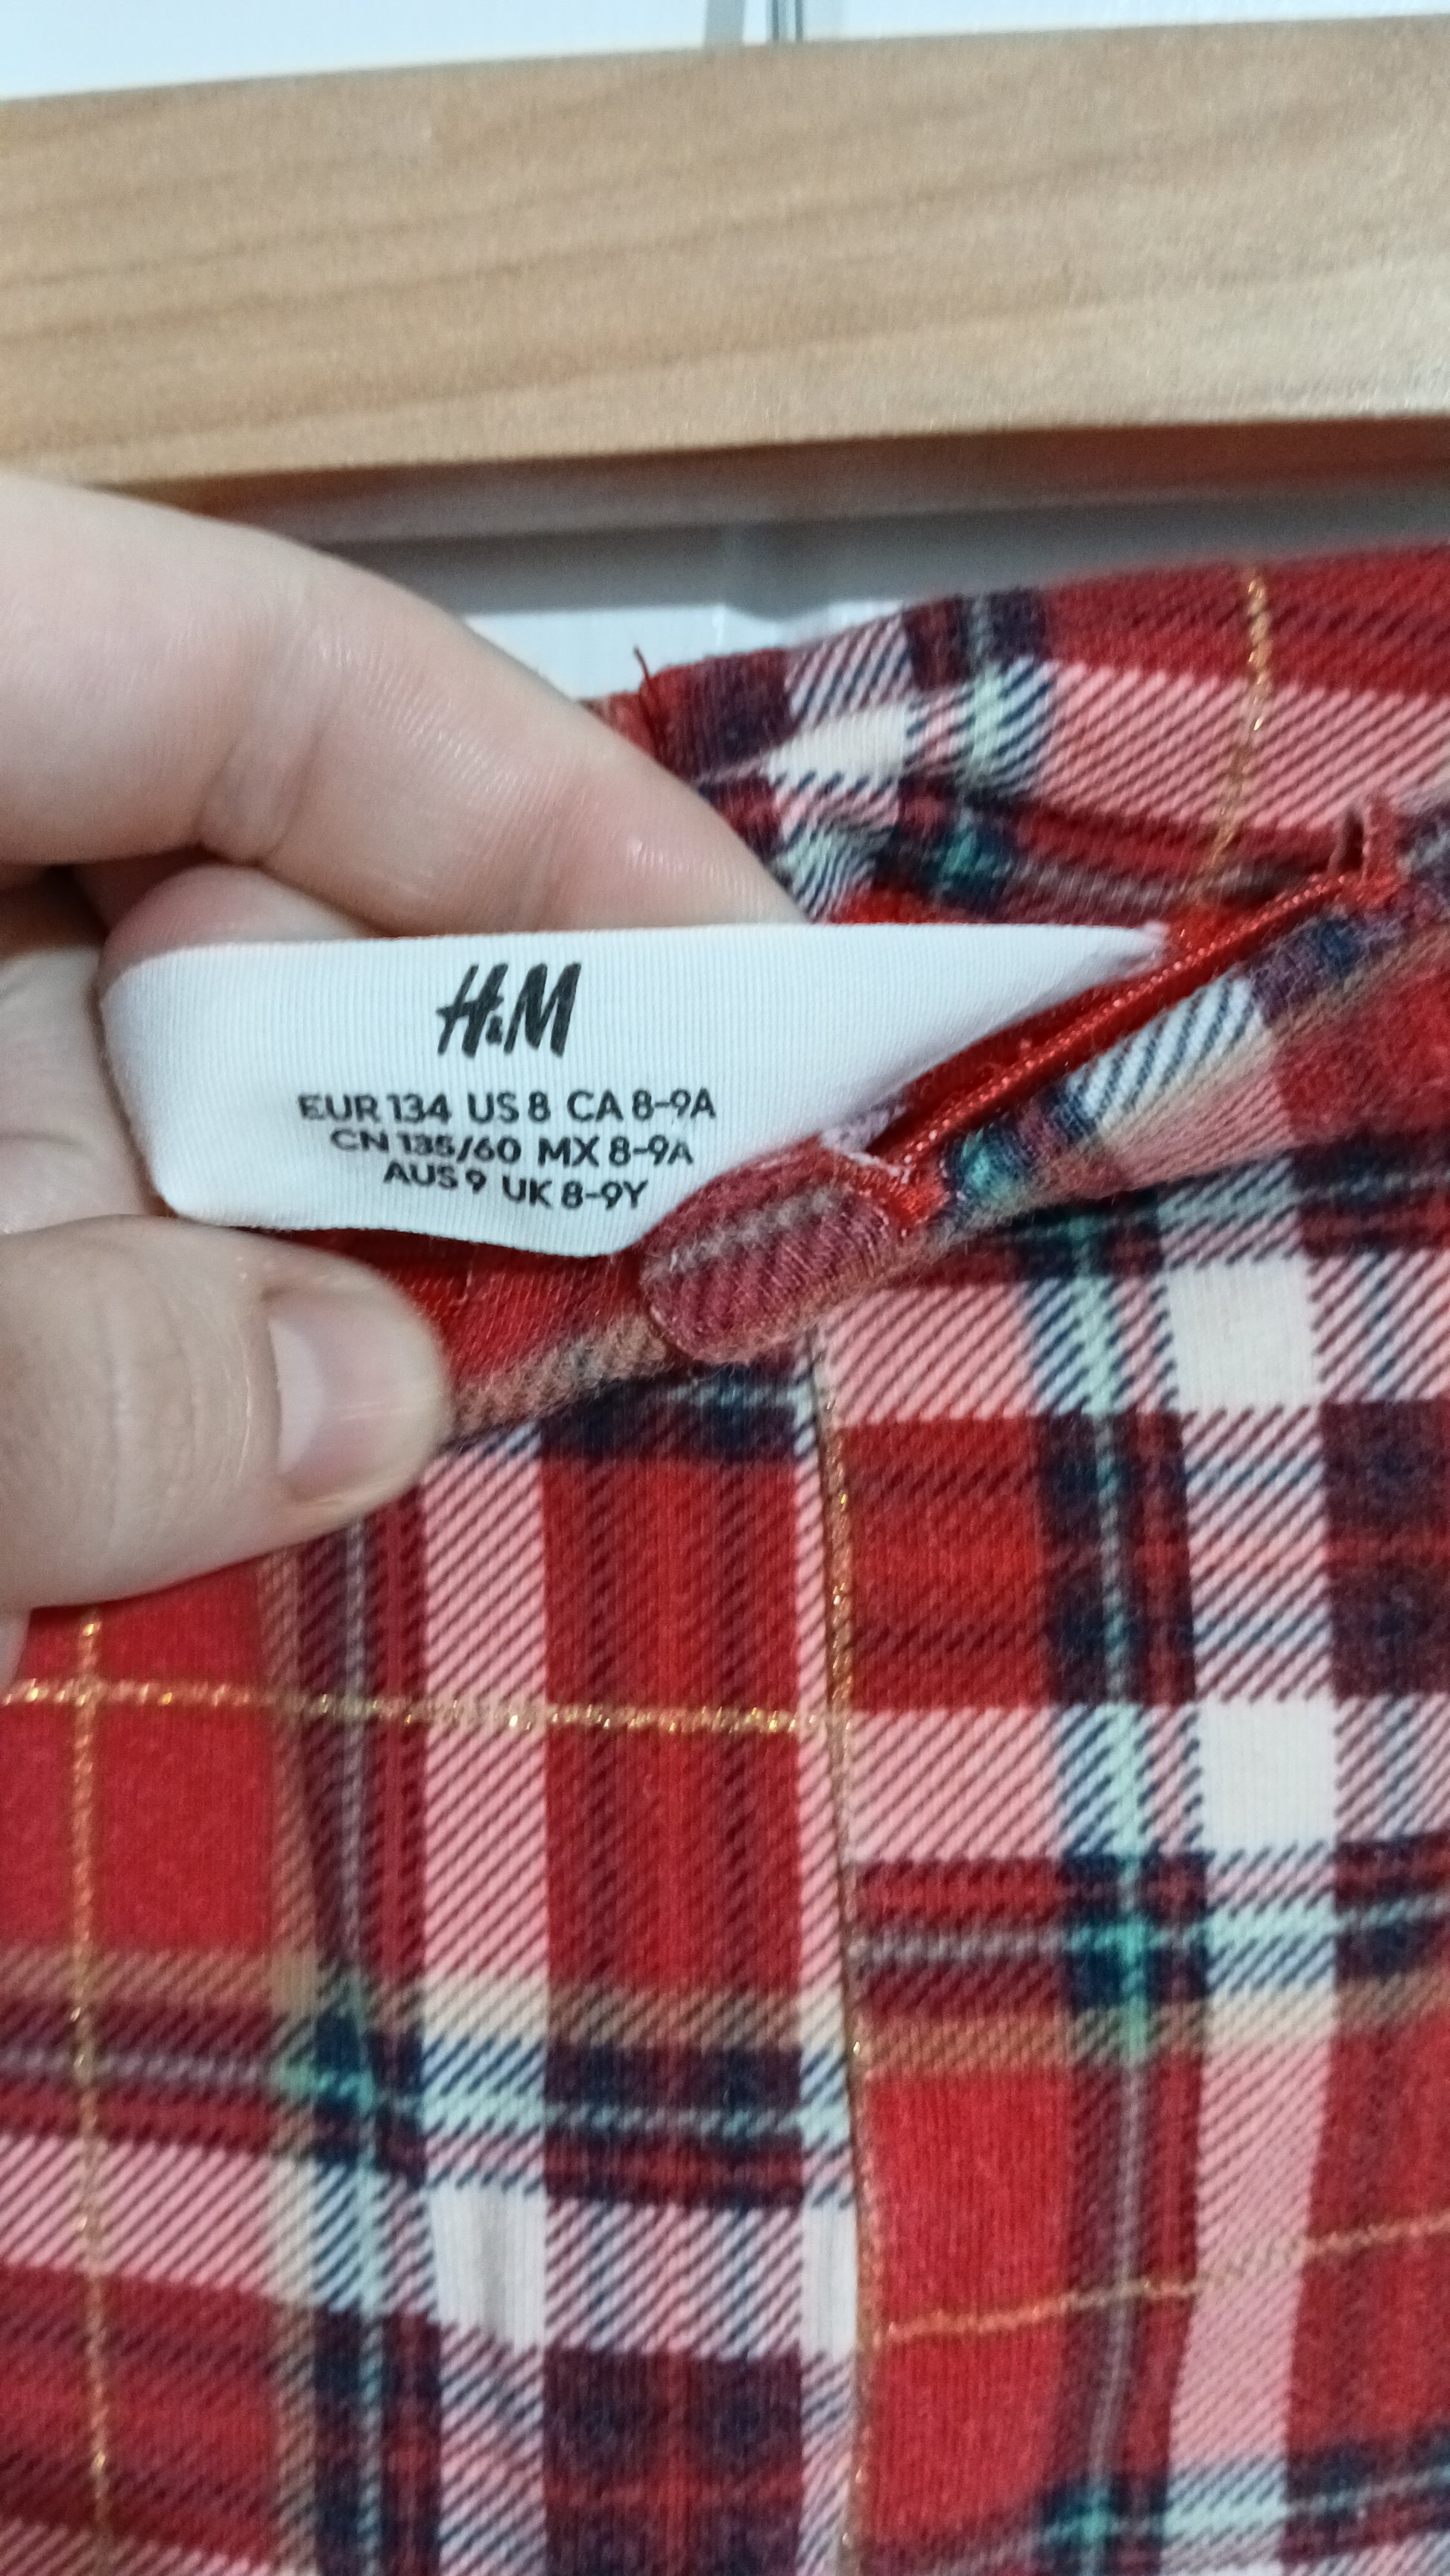 H&M
EUR 134 US 8 CA 8-9A
CN 135/60 MX 8-9A
AUS 9 UK 8-9Y